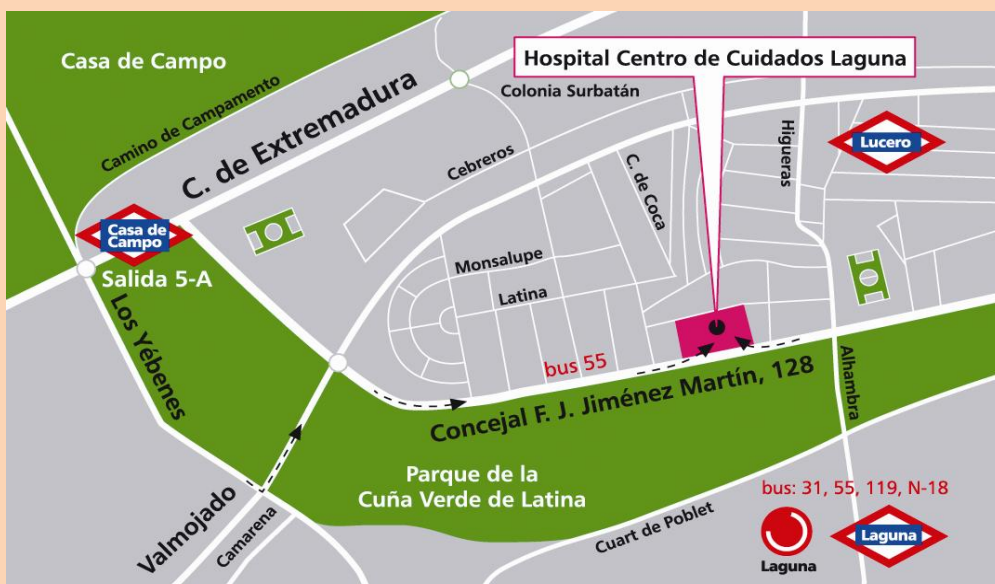 Casa de Campo
Hospital Centro de Cuidados Laguna
Camino de Campamento
C. de Extremadura
Colonia Surbatán
Cebreros
C. de Coca
Higueras
Lucero
Casa de
Campo
Salida 5-A
Monsalupe
Latina
Los Yébenes
bus 55
Concejal F. J. Jiménez Martín, 128
Alhambra
Parque de la
Cuña Verde de Latina
Valmojado
Camarena
Cuart de Poblet
bus: 31, 55, 119, N-18
Laguna
Laguna